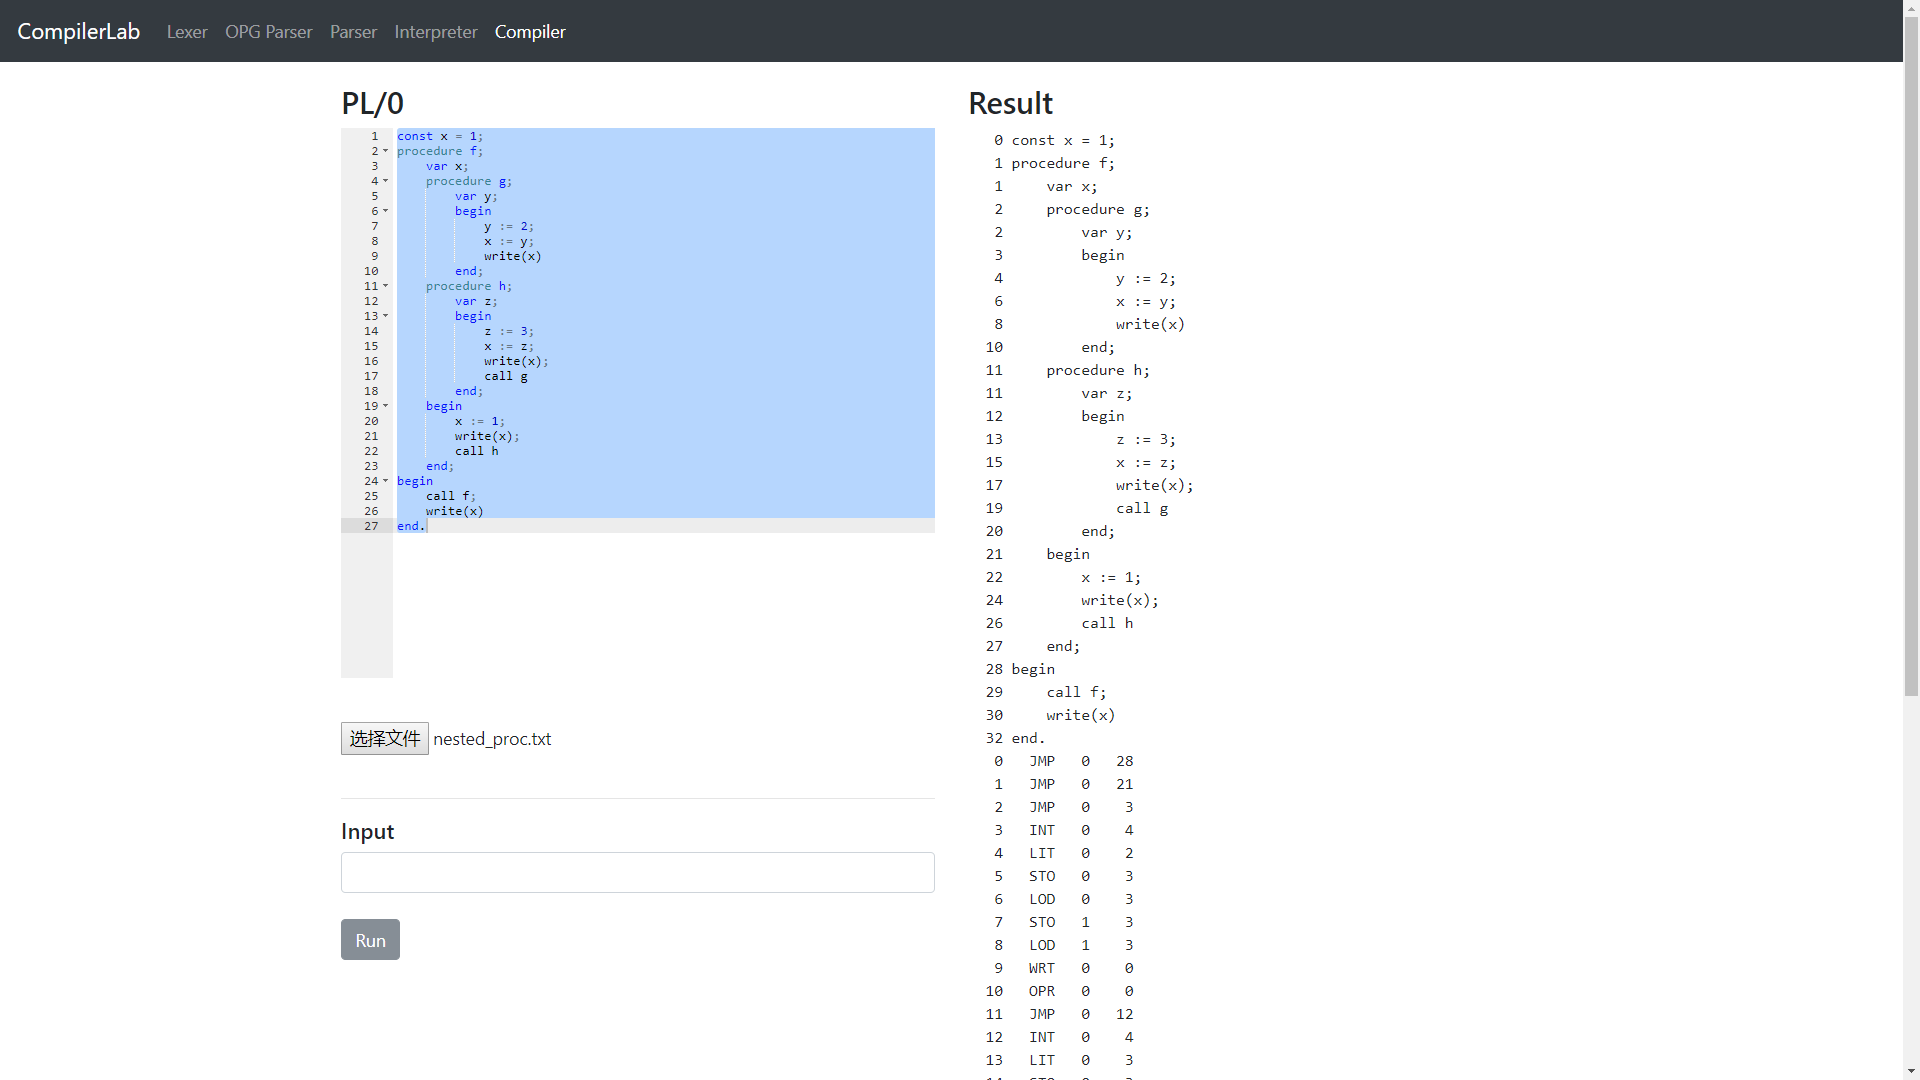 CompilerLab Lexer OPG Parser Parser Interpreter Compiler
PL/0
1 const x = 1;
2 procedure f;
3     var x;
4     procedure g;
5         var y;
6         begin
7             y := 2;
8             x := y;
9             write(x)
10         end;
11     procedure h;
12         var z;
13         begin
14             z := 3;
15             x := z;
16             write(x);
17             call g
18         end;
19     begin
20         x := 1;
21         write(x);
22         call h
23     end;
24 begin
25     call f;
26     write(x)
27 end.
选择文件 nested_proc.txt
Input
Run
Result
0 const x = 1;
1 procedure f;
1     var x;
2     procedure g;
2         var y;
3         begin
4             y := 2;
6             x := y;
8             write(x)
10         end;
11     procedure h;
11         var z;
12         begin
13             z := 3;
15             x := z;
17             write(x);
19             call g
20         end;
21     begin
22         x := 1;
24         write(x);
26         call h
27     end;
28 begin
29     call f;
30     write(x)
32 end.
0 JMP 0 28
1 JMP 0 21
2 JMP 0 3
3 INT 0 4
4 LIT 0 2
5 STO 0 3
6 LOD 0 3
7 STO 1 3
8 LOD 1 3
9 WRT 0 0
10 OPR 0 0
11 JMP 0 12
12 INT 0 4
13 LIT 0 3